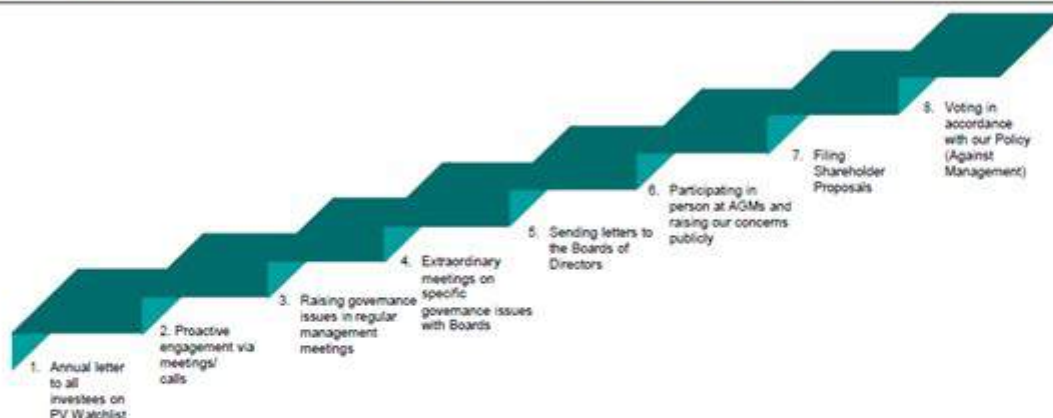 1. Annual letter
to all
investees on
PV Watchlist
2. Proactive
engagement via
meetings/
calls
3. Raising governance
issues in regular
management
meetings
4. Extraordinary
meetings on
specific
governance issues
with Boards
5. Sending letters to
the Boards of
Directors
6. Participating in
person at AGMs and
raising our concerns
publicly
7. Filing
Shareholder
Proposals
8. Voting in
accordance
with our Policy
(Against
Management)